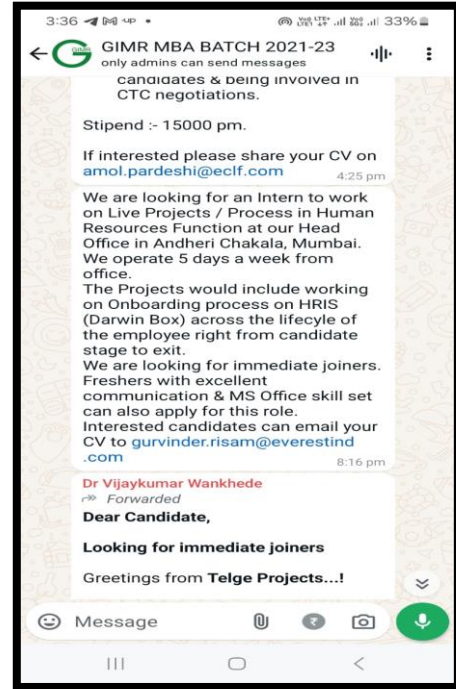 3:36
33%
GIMR MBA BATCH 2021-23
only admins can send messages
candidates & being involved in
CTC negotiations.
Stipend :- 15000 pm.
If interested please share your CV on
amol.pardeshi@eclf.com
4:25 pm
We are looking for an Intern to work
on Live Projects / Process in Human
Resources Function at our Head
Office in Andheri Chakala, Mumbai.
We operate 5 days a week from
office.
The Projects would include working
on Onboarding process on HRIS
(Darwin Box) across the lifecyle of
the employee right from candidate
stage to exit.
We are looking for immediate joiners.
Freshers with excellent
communication & MS Office skill set
can also apply for this role.
Interested candidates can email your
CV to gurvinder.risam@everestind
.com
8:16 pm
Dr Vijaykumar Wankhede
Forwarded
Dear Candidate,
Looking for immediate joiners
Greetings from Telge Projects...!
Message